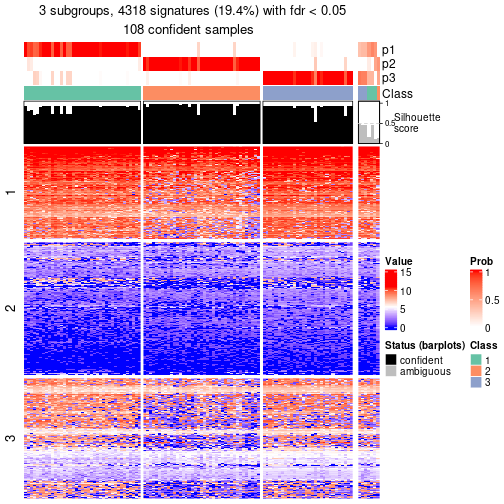 3 subgroups, 4318 signatures (19.4%) with fdr < 0.05
108 confident samples
p1
p2
p3
Class
1
0.5
0
Silhouette
score
1
2
3
Value
15
10
5
0
Prob
1
0.5
0
Status (barplots)
confident
ambiguous
Class
1
2
3